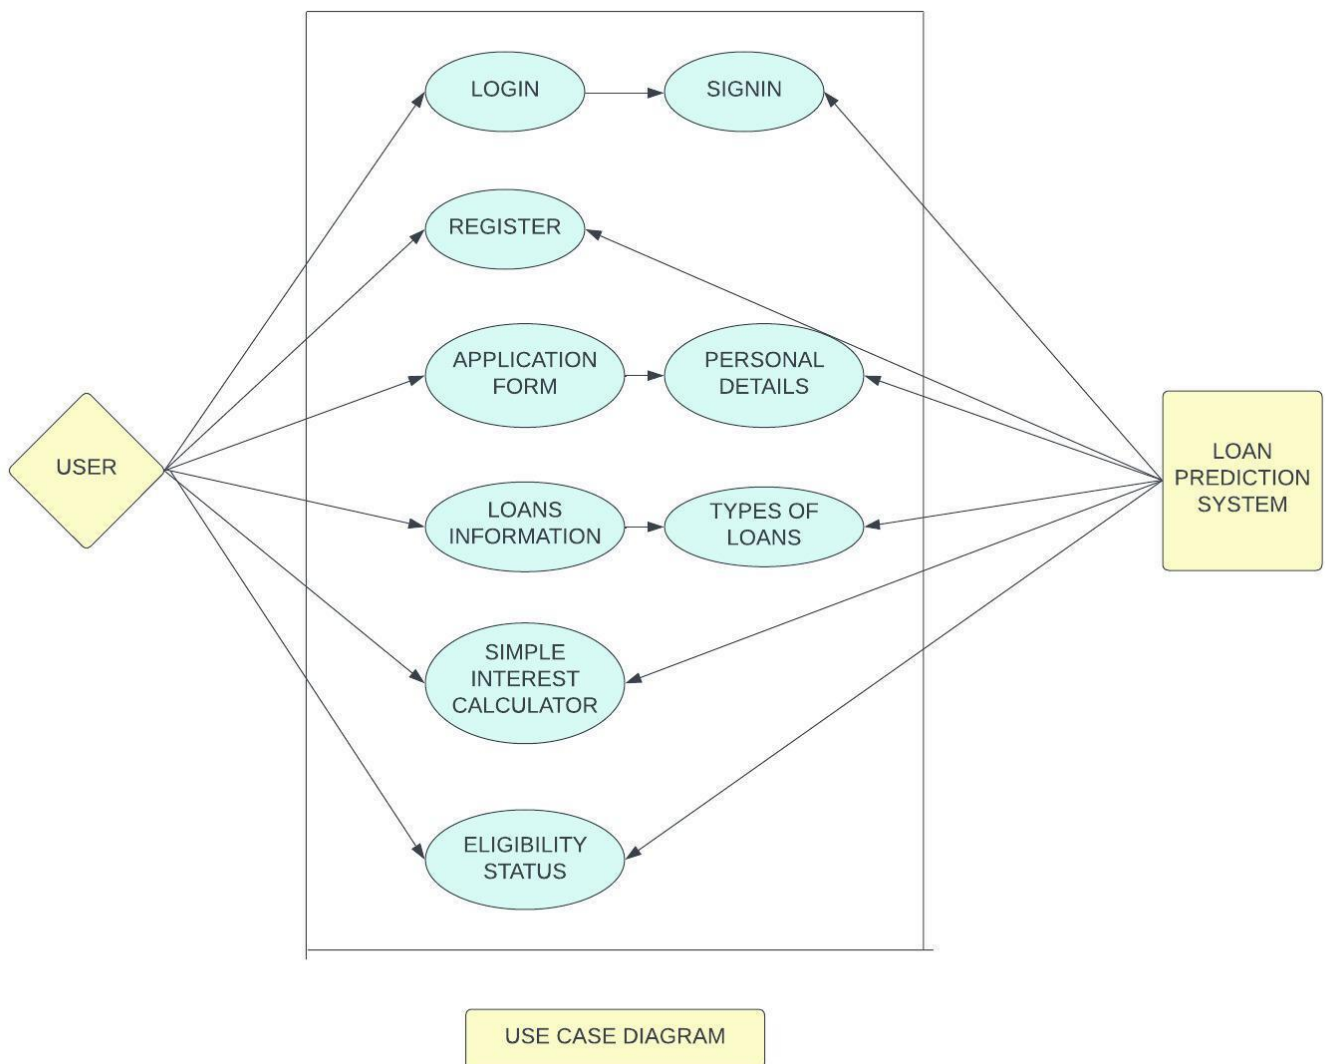 LOGIN
SIGNIN
REGISTER
APPLICATION
FORM
PERSONAL
DETAILS
USER
LOAN
PREDICTION
SYSTEM
LOANS
INFORMATION
TYPES OF
LOANS
SIMPLE
INTEREST
CALCULATOR
ELIGIBILITY
STATUS
USE CASE DIAGRAM